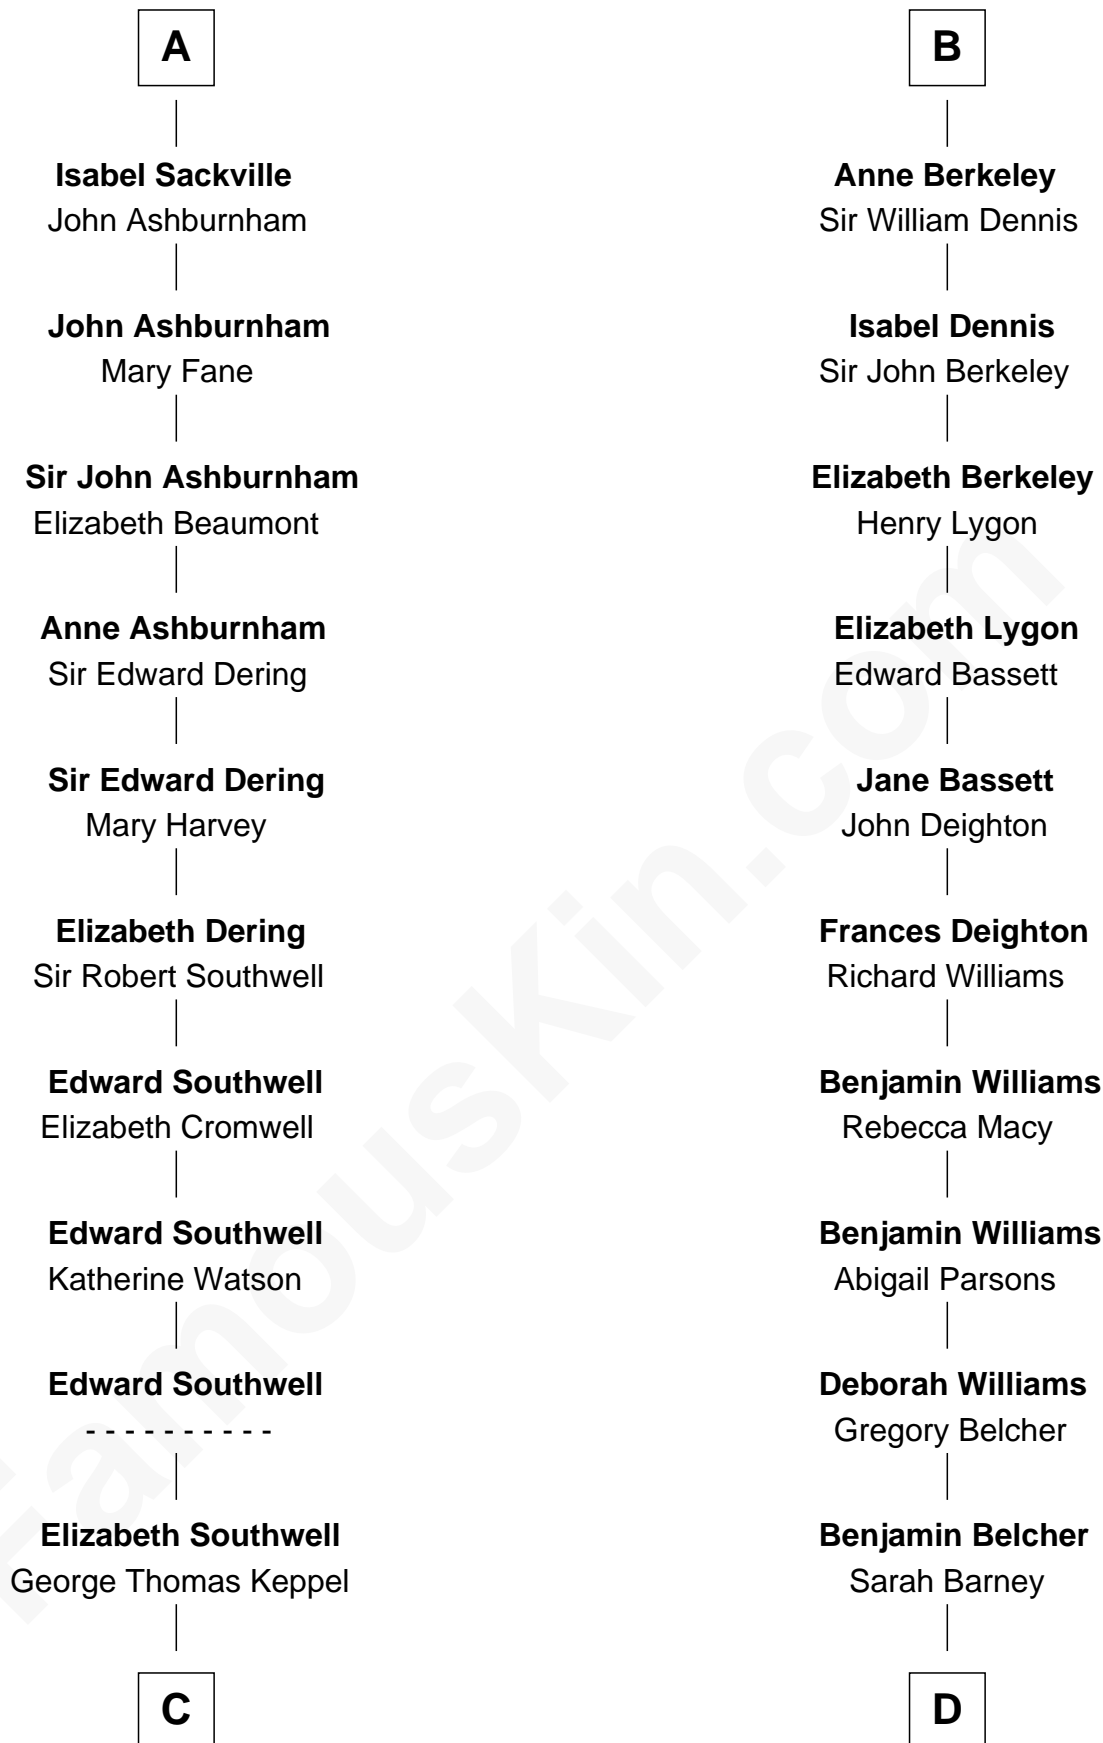 A
Isabel Sackville
John Ashburnham
John Ashburnham
Mary Fane
Sir John Ashburnham
Elizabeth Beaumont
Anne Ashburnham
Sir Edward Dering
Sir Edward Dering
Mary Harvey
Elizabeth Dering
Sir Robert Southwell
Edward Southwell
Elizabeth Cromwell
Edward Southwell
Katherine Watson
Edward Southwell
- - - - - - - - - -
Elizabeth Southwell
George Thomas Keppel
C
B
Anne Berkeley
Sir William Dennis
Isabel Dennis
Sir John Berkeley
Elizabeth Berkeley
Henry Lygon
Elizabeth Lygon
Edward Bassett
Jane Bassett
John Deighton
Frances Deighton
Richard Williams
Benjamin Williams
Rebecca Macy
Benjamin Williams
Abigail Parsons
Deborah Williams
Gregory Belcher
Benjamin Belcher
Sarah Barney
D
FamousKin.com